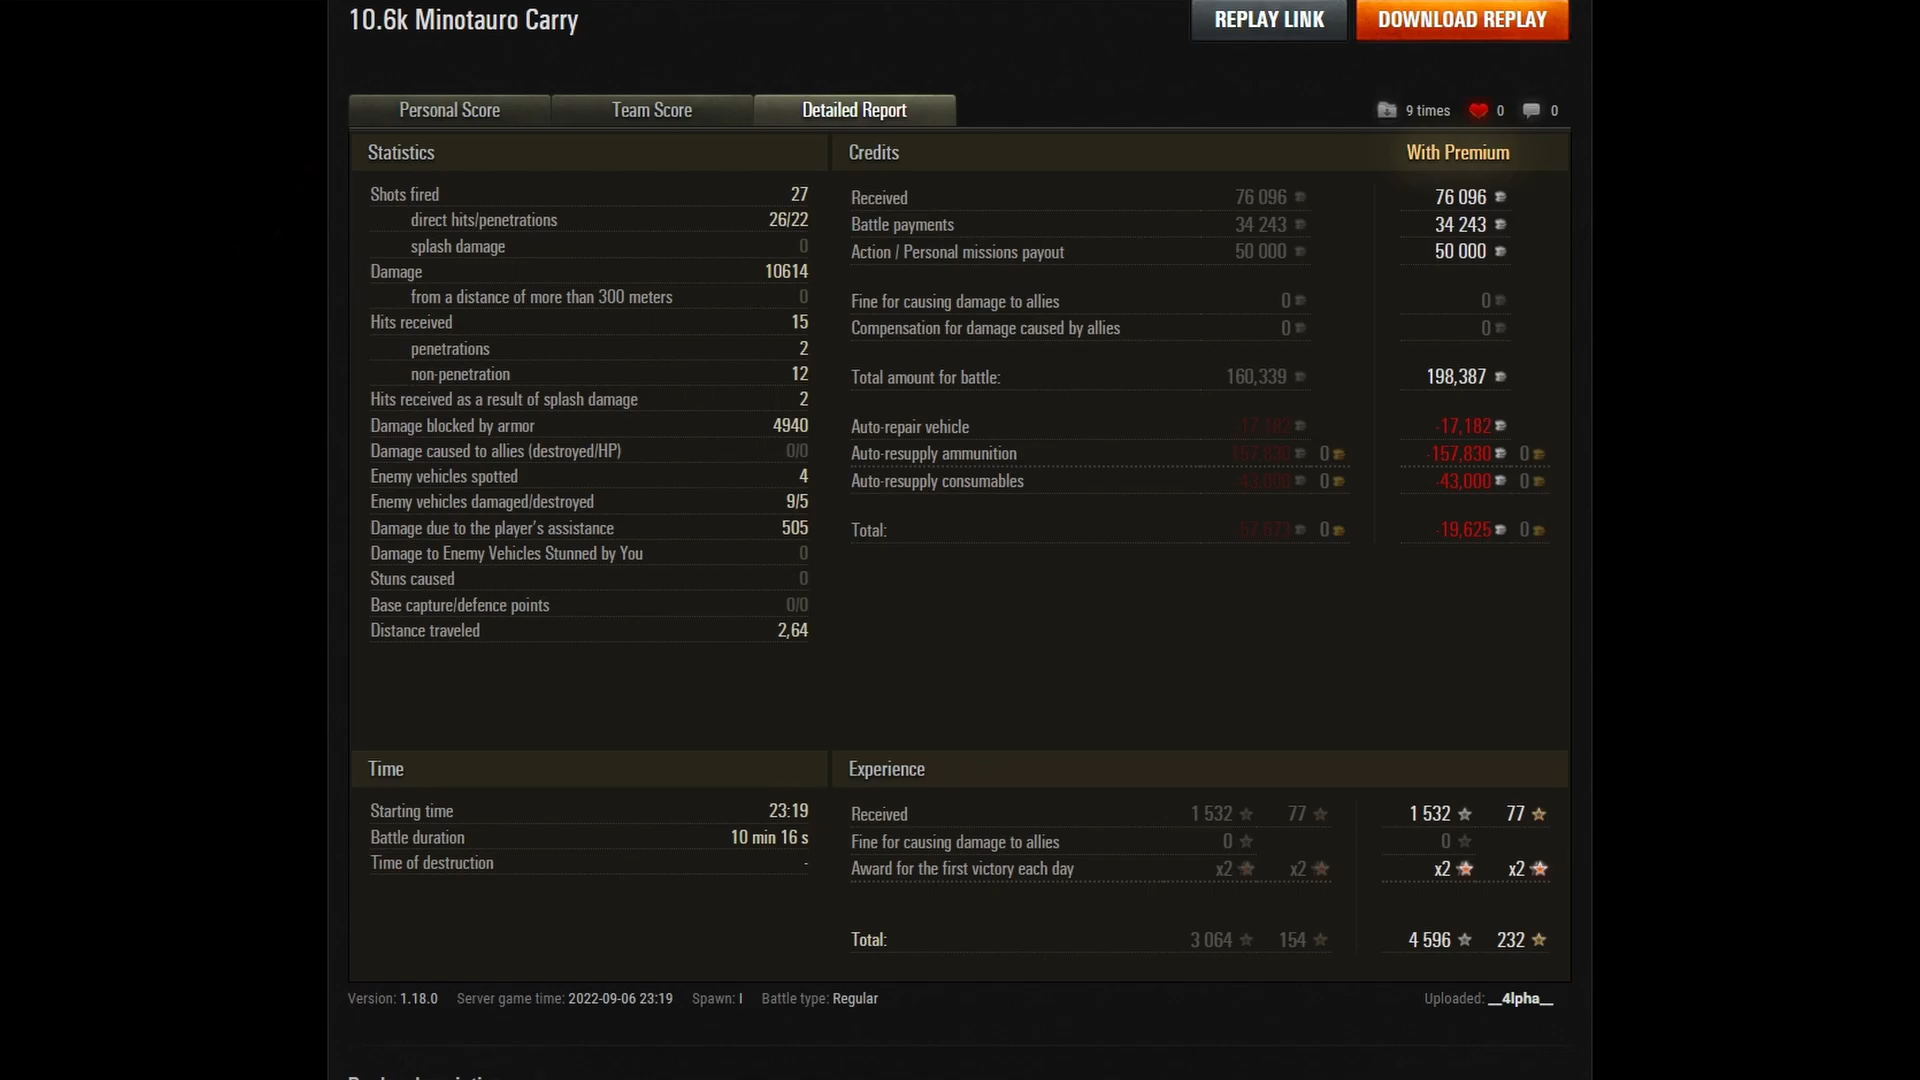 10.6k Minotauro Carry
REPLAY LINK
DOWNLOAD REPLAY
Personal Score
Team Score
Detailed Report
9 times
0
0
Statistics
Shots fired 27
direct hits/penetrations 26/22
splash damage 0
Damage 10614
from a distance of more than 300 meters 0
Hits received 15
penetrations 2
non-penetration 12
Hits received as a result of splash damage 2
Damage blocked by armor 4940
Damage caused to allies (destroyed/HP) 0/0
Enemy vehicles spotted 4
Enemy vehicles damaged/destroyed 9/5
Damage due to the player's assistance 505
Damage to Enemy Vehicles Stunned by You 0
Stuns caused 0
Base capture/defence points 0/0
Distance traveled 2,64
Credits With Premium
Received 76 096 76 096
Battle payments 34 243 34 243
Action / Personal missions payout 50 000 50 000
Fine for causing damage to allies 0 0
Compensation for damage caused by allies 0 0
Total amount for battle: 160,339 198,387
Auto-repair vehicle -17,182 -17,182
Auto-resupply ammunition -157,830 0 -157,830 0
Auto-resupply consumables -43,000 0 -43,000 0
Total: -57,673 0 -19,625 0
Time
Starting time 23:19
Battle duration 10 min 16 s
Time of destruction -
Experience
Received 1 532 77 1 532 77
Fine for causing damage to allies 0 0
Award for the first victory each day x2 x2 x2 x2
Total: 3 064 154 4 596 232
Version: 1.18.0 Server game time: 2022-09-06 23:19 Spawn: I Battle type: Regular
Uploaded: __4lpha__